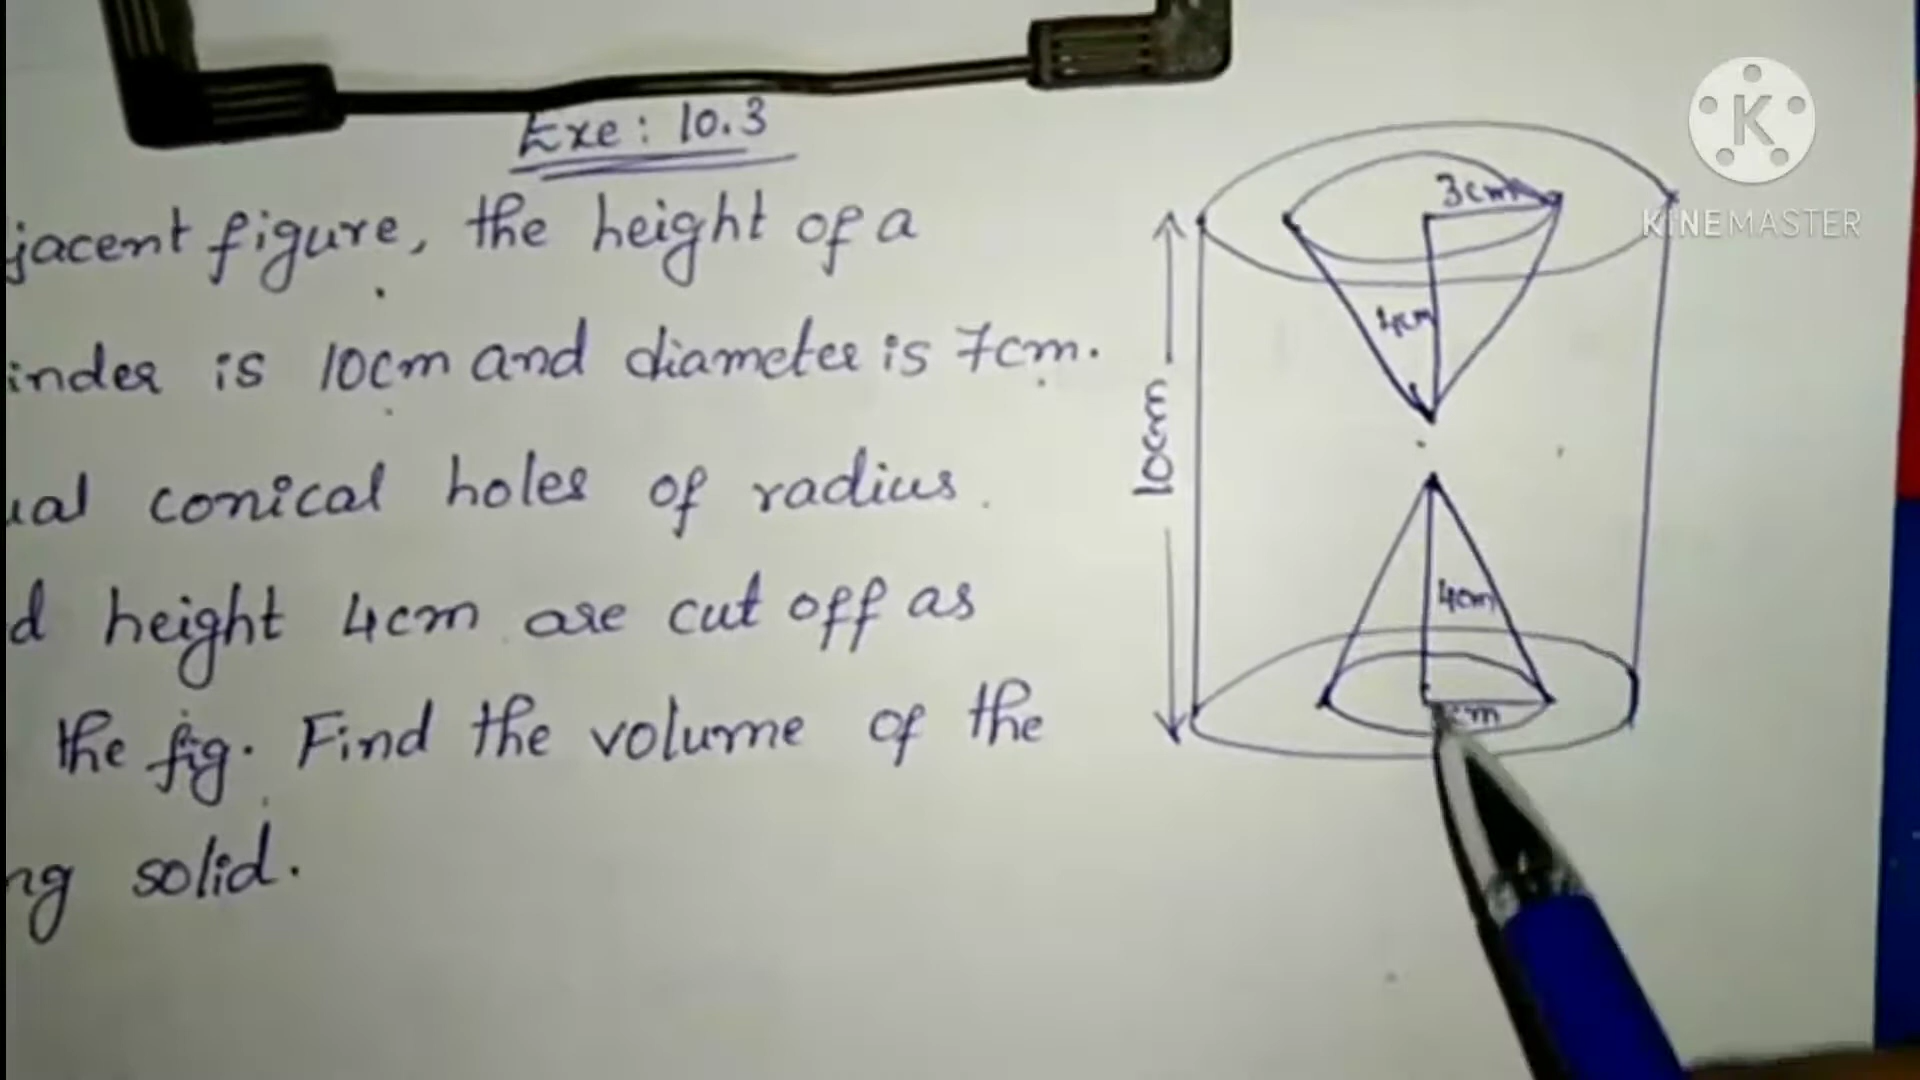 Exe: 10.3
jacent figure, the height of a
inder is 10cm and diameter is 7cm.
ual conical holes of radius
d height 4cm are cut off as
the fig. Find the volume of the
ng solid.
3cm
4cm
10cm
4cm
cm
K
KINEMASTER